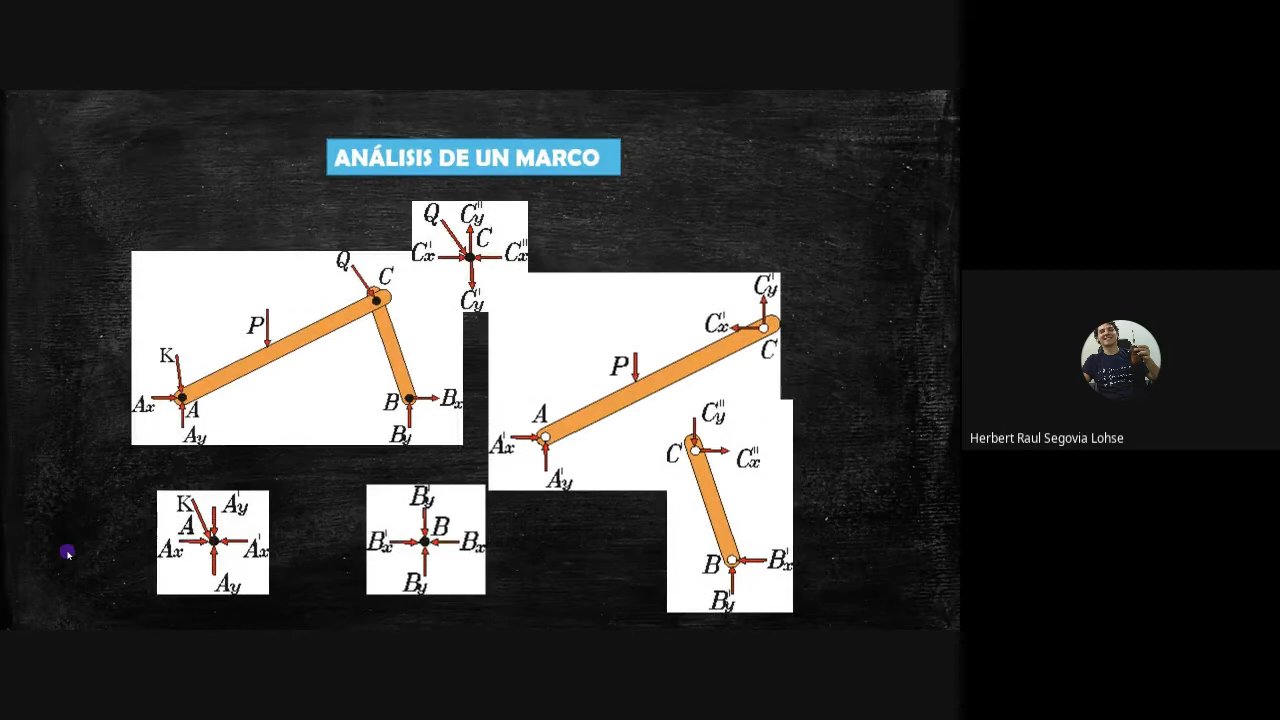 ANÁLISIS DE UN MARCO
Q
C
P
K
Ax
A
Ay
B
Bx
By
Q
Cy"
C
Cx'
Cx"
Cy'
Cy'
Cx'
C
P
A
Ax'
Ay'
Cy"
C
Cx"
B
Bx'
By'
K
Ay'
A
Ax
Ax'
Ay
By'
B
Bx'
Bx
By
Herbert Raul Segovia Lohse